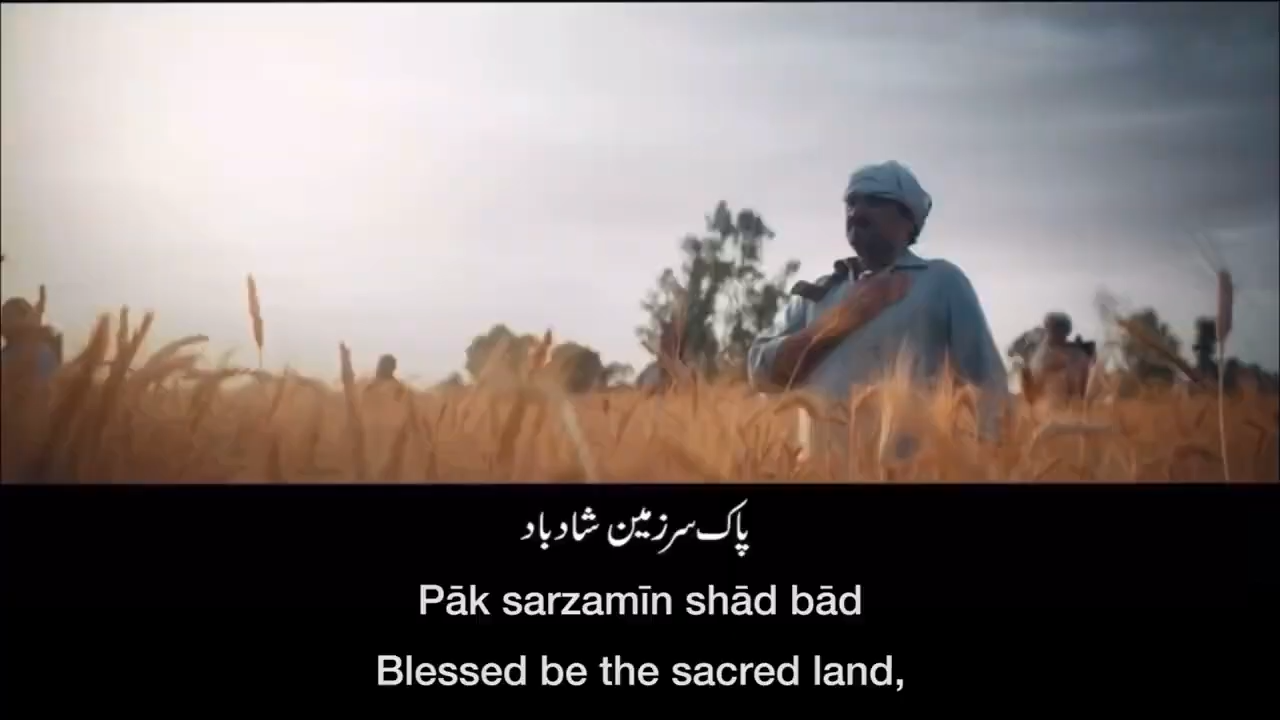 پاک سرزمین شاد باد
Pāk sarzamīn shād bād
Blessed be the sacred land,